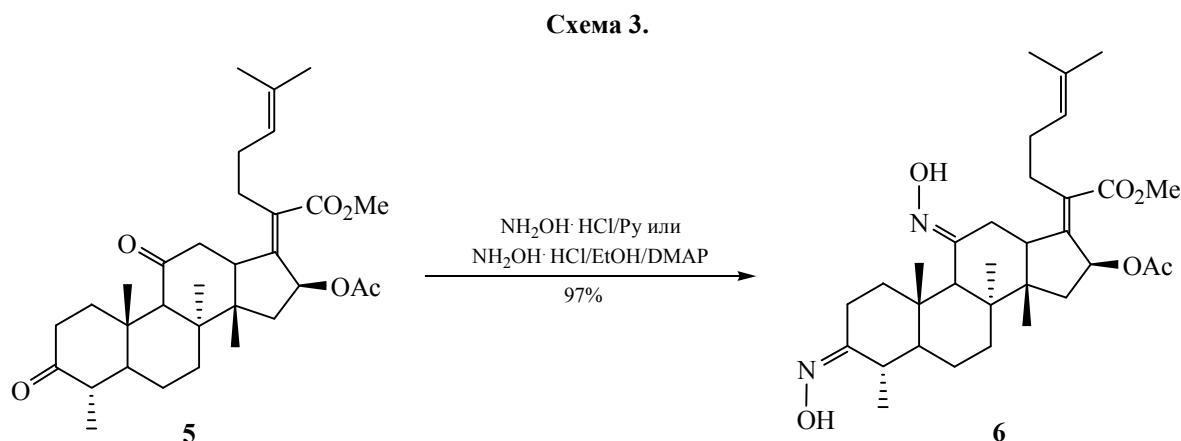 Схема 3.
O
O
CO2Me
OAc
5
NH2OH·HCl/Py или
NH2OH·HCl/EtOH/DMAP
97%
OH
N
N
OH
CO2Me
OAc
6